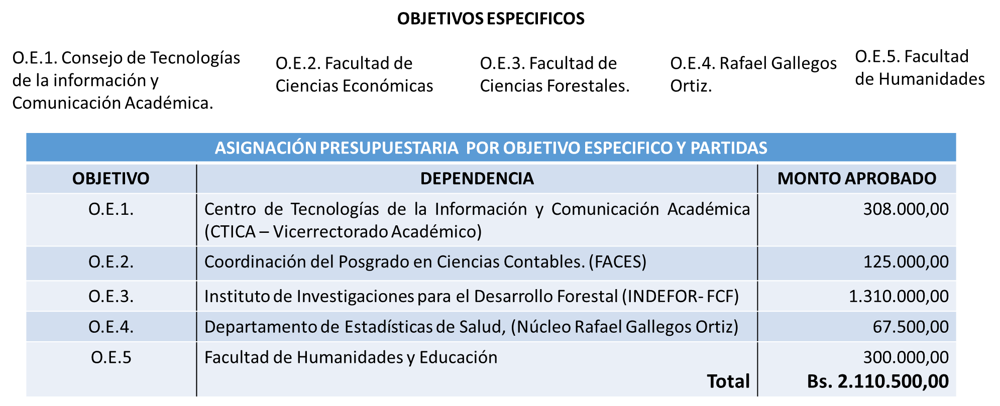 OBJETIVOS ESPECIFICOS
O.E.1. Consejo de Tecnologías
de la información y
Comunicación Académica.
O.E.2. Facultad de
Ciencias Económicas
O.E.3. Facultad de
Ciencias Forestales.
O.E.4. Rafael Gallegos
Ortiz.
O.E.5. Facultad
de Humanidades
ASIGNACIÓN PRESUPUESTARIA POR OBJETIVO ESPECIFICO Y PARTIDAS
OBJETIVO DEPENDENCIA MONTO APROBADO
O.E.1. Centro de Tecnologías de la Información y Comunicación Académica 308.000,00
(CTICA – Vicerrectorado Académico)
O.E.2. Coordinación del Posgrado en Ciencias Contables. (FACES) 125.000,00
O.E.3. Instituto de Investigaciones para el Desarrollo Forestal (INDEFOR- FCF) 1.310.000,00
O.E.4. Departamento de Estadísticas de Salud, (Núcleo Rafael Gallegos Ortiz) 67.500,00
O.E.5 Facultad de Humanidades y Educación 300.000,00
Total Bs. 2.110.500,00